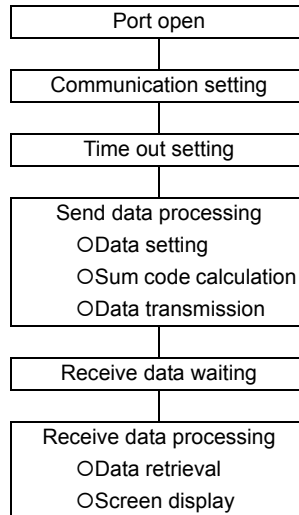 Port open
Communication setting
Time out setting
Send data processing
○Data setting
○Sum code calculation
○Data transmission
Receive data waiting
Receive data processing
○Data retrieval
○Screen display